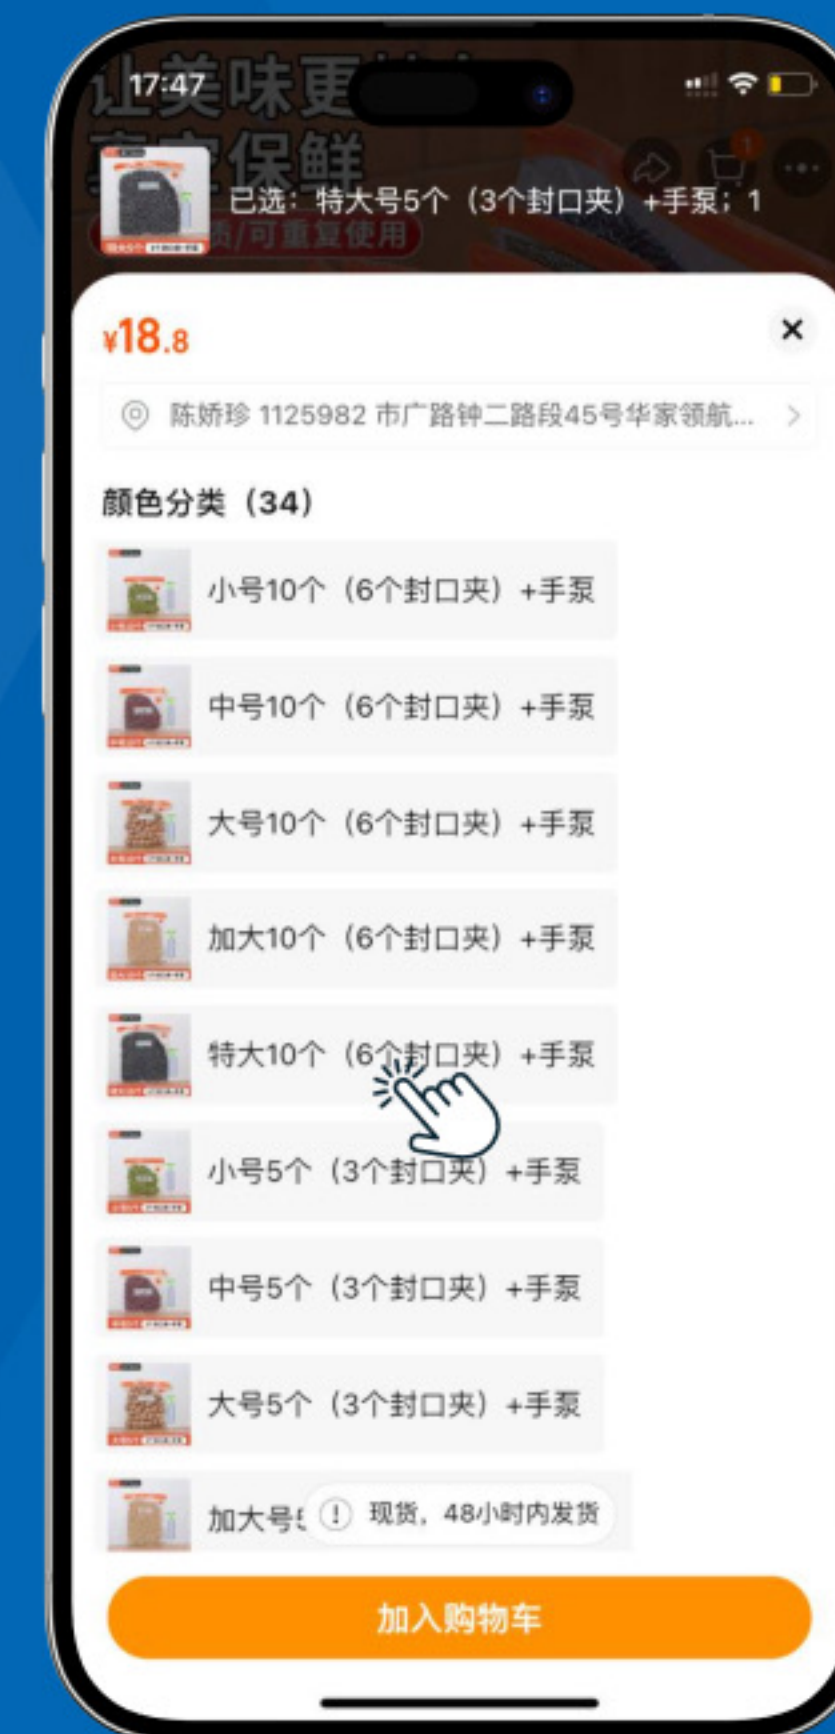 让美味更
17:47
真空保鲜
质/可重复使用
1
已选：特大号5个（3个封口夹）+手泵；1
¥18.8
陈娇珍 1125982 市广路钟二路段45号华家领航...
颜色分类（34）
小号10个（6个封口夹）+手泵
中号10个（6个封口夹）+手泵
大号10个（6个封口夹）+手泵
加大10个（6个封口夹）+手泵
特大10个（6个封口夹）+手泵
小号5个（3个封口夹）+手泵
中号5个（3个封口夹）+手泵
大号5个（3个封口夹）+手泵
加大号5
现货，48小时内发货
加入购物车